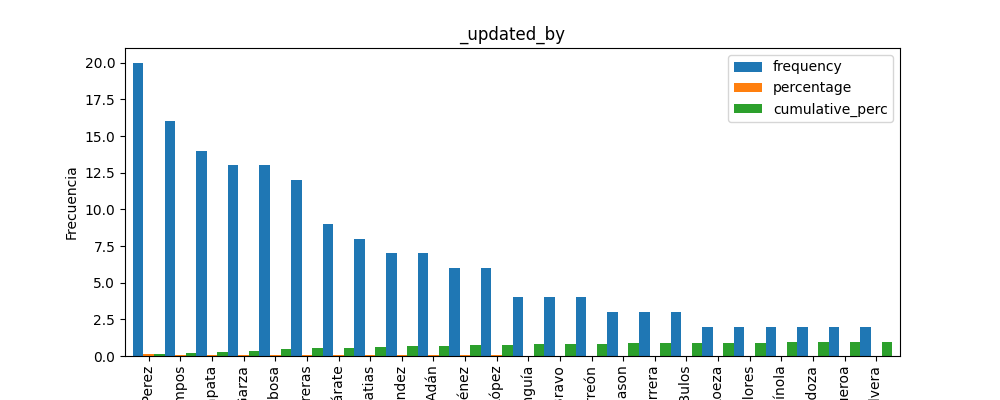 _updated_by
frequency
percentage
cumulative_perc
Frecuencia
20.0
17.5
15.0
12.5
10.0
7.5
5.0
2.5
0.0
Perez
mpos
pata
Garza
bosa
reras
árate
atias
ndez
Adán
énez
ópez
nguía
ravo
reón
ason
rrera
Bulos
oeza
lores
ínola
doza
ueroa
lvera